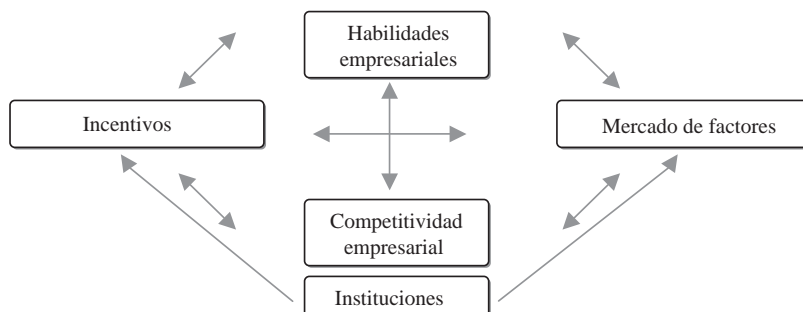 Habilidades
empresariales
Incentivos
Mercado de factores
Competitividad
empresarial
Instituciones